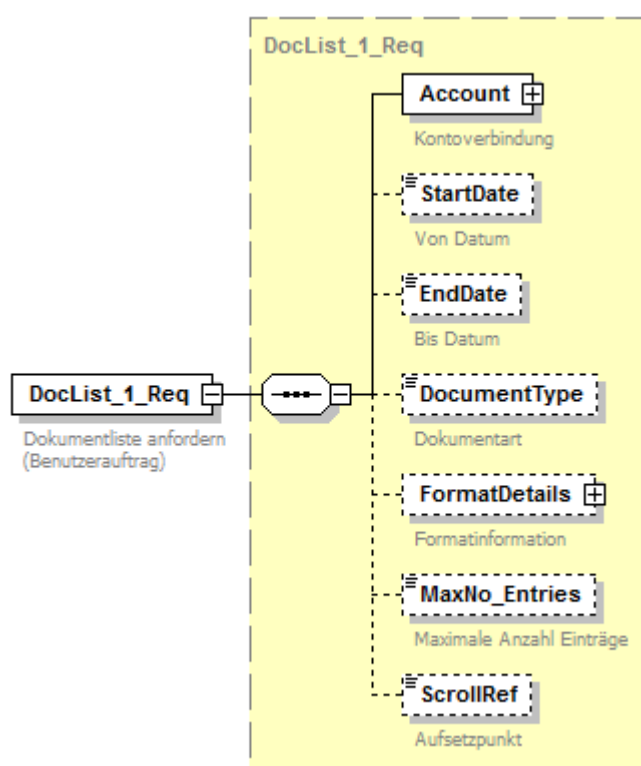 DocList_1_Req
Account
Kontoverbindung
StartDate
Von Datum
EndDate
Bis Datum
DocList_1_Req
Dokumentliste anfordern
(Benutzerauftrag)
DocumentType
Dokumentart
FormatDetails
Formatinformation
MaxNo_Entries
Maximale Anzahl Einträge
ScrollRef
Aufsetzpunkt